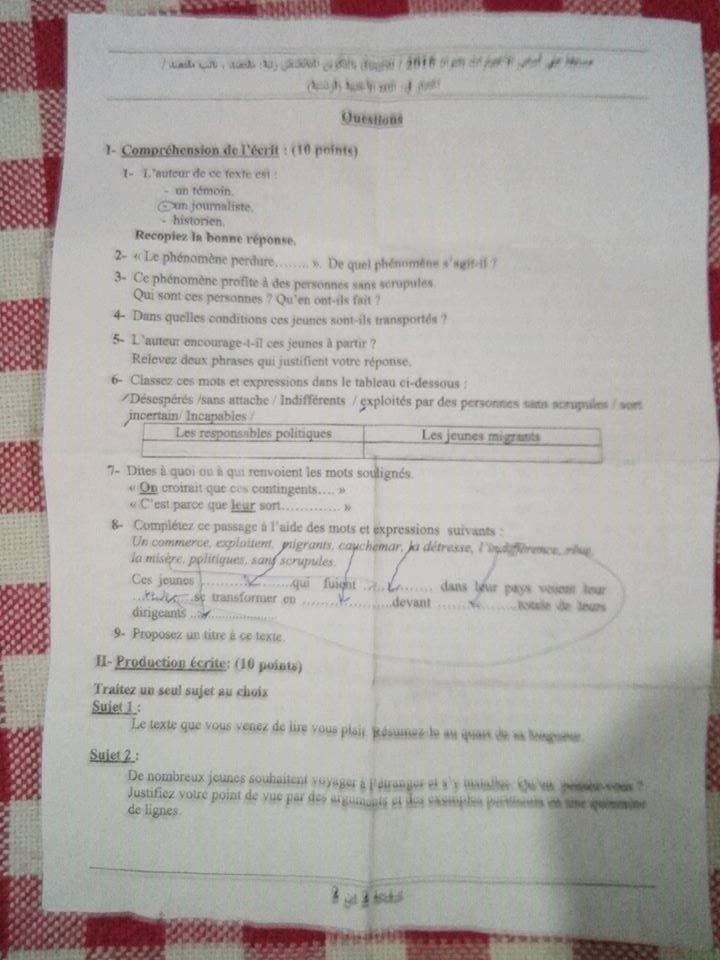 Questions
I- Compréhension de l'écrit : (10 points)
1- L'auteur de ce texte est :
- un témoin.
- un journaliste.
- historien.
Recopiez la bonne réponse.
2- « Le phénomène perdure……. ». De quel phénomène s'agit-il ?
3- Ce phénomène profite à des personnes sans scrupules.
Qui sont ces personnes ? Qu'en ont-ils fait ?
4- Dans quelles conditions ces jeunes sont-ils transportés ?
5- L'auteur encourage-t-il ces jeunes à partir ?
Relevez deux phrases qui justifient votre réponse.
6- Classez ces mots et expressions dans le tableau ci-dessous :
/Désespérés /sans attache / Indifférents / exploités par des personnes sans scrupules / sort
incertain/ Incapables /
Les responsables politiques Les jeunes migrants
7- Dites à quoi ou à qui renvoient les mots soulignés.
« On croirait que ces contingents…. »
« C'est parce que leur sort………… »
8- Complétez ce passage à l'aide des mots et expressions suivants :
Un commerce, exploitent, migrants, cauchemar, la détresse, l'indifférence, rêve,
la misère, politiques, sans scrupules.
Ces jeunes ……………qui fuient ………… dans leur pays voient leur
…………se transformer en ……………devant …………totale de leurs
dirigeants ……………
9- Proposez un titre à ce texte.
II- Production écrite: (10 points)
Traitez un seul sujet au choix
Sujet 1 :
Le texte que vous venez de lire vous plait. Résumez-le au quart de sa longueur.
Sujet 2 :
De nombreux jeunes souhaitent voyager à l'étranger et s'y installer. Qu'en pensez-vous ?
Justifiez votre point de vue par des arguments et des exemples pertinents en une quinzaine
de lignes.